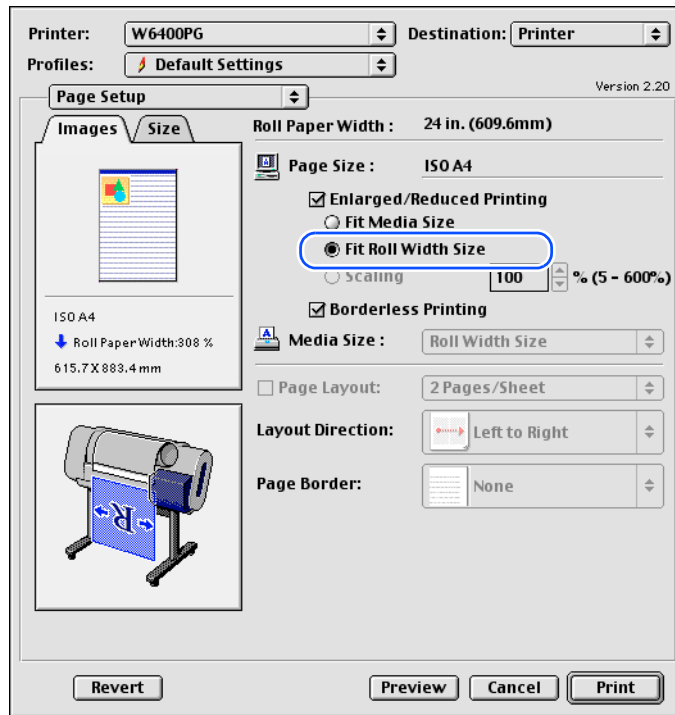 Printer: W6400PG Destination: Printer
Profiles: Default Settings
Version 2.20
Page Setup
Images Size
Roll Paper Width : 24 in. (609.6mm)
Page Size : ISO A4
Enlarged/Reduced Printing
Fit Media Size
Fit Roll Width Size
Scaling 100 % (5 - 600%)
Borderless Printing
ISO A4
Roll Paper Width:308 %
615.7X883.4 mm
Media Size : Roll Width Size
Page Layout: 2 Pages/Sheet
Layout Direction: Left to Right
Page Border: None
R
Revert Preview Cancel Print